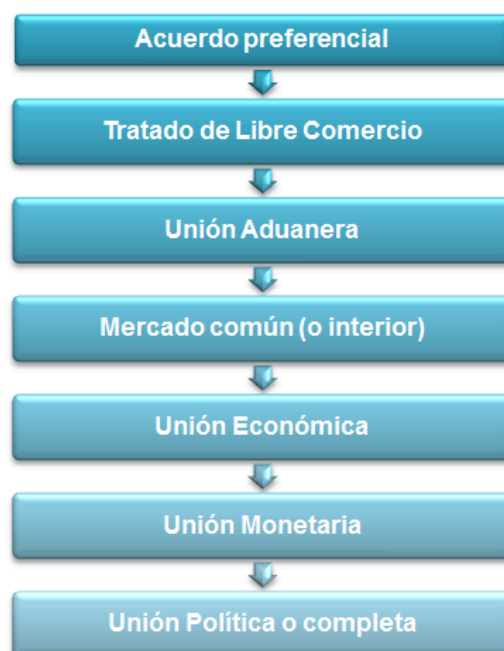 Acuerdo preferencial
Tratado de Libre Comercio
Unión Aduanera
Mercado común (o interior)
Unión Económica
Unión Monetaria
Unión Política o completa